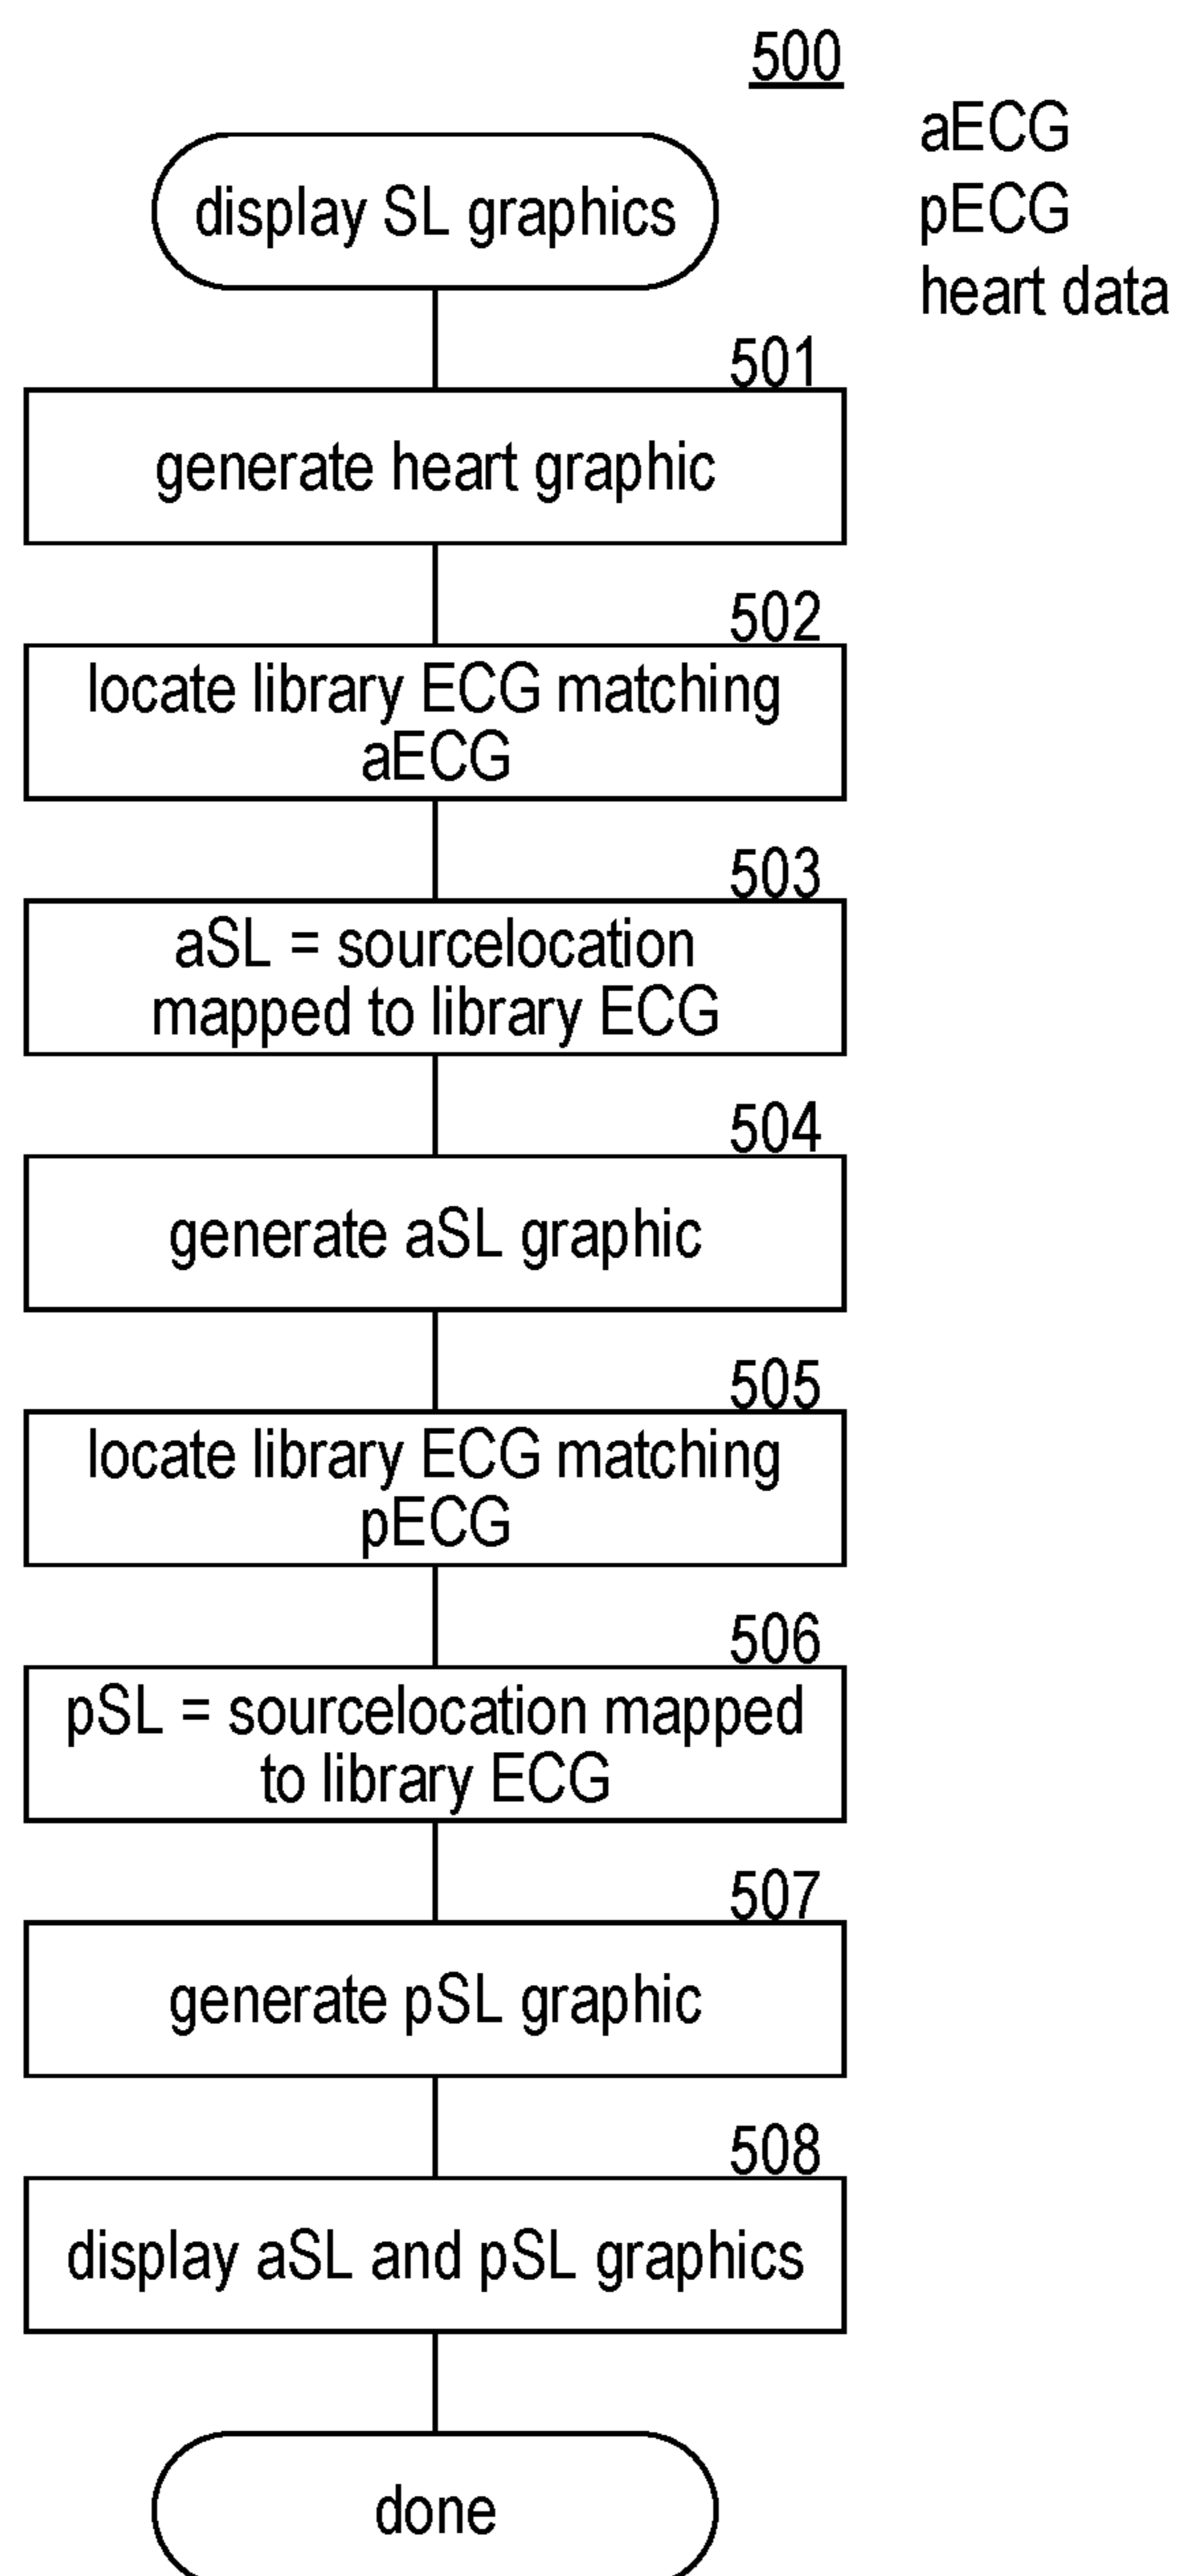 500
aECG
pECG
heart data
display SL graphics
501
generate heart graphic
502
locate library ECG matching
aECG
503
aSL = sourcelocation
mapped to library ECG
504
generate aSL graphic
505
locate library ECG matching
pECG
506
pSL = sourcelocation mapped
to library ECG
507
generate pSL graphic
508
display aSL and pSL graphics
done